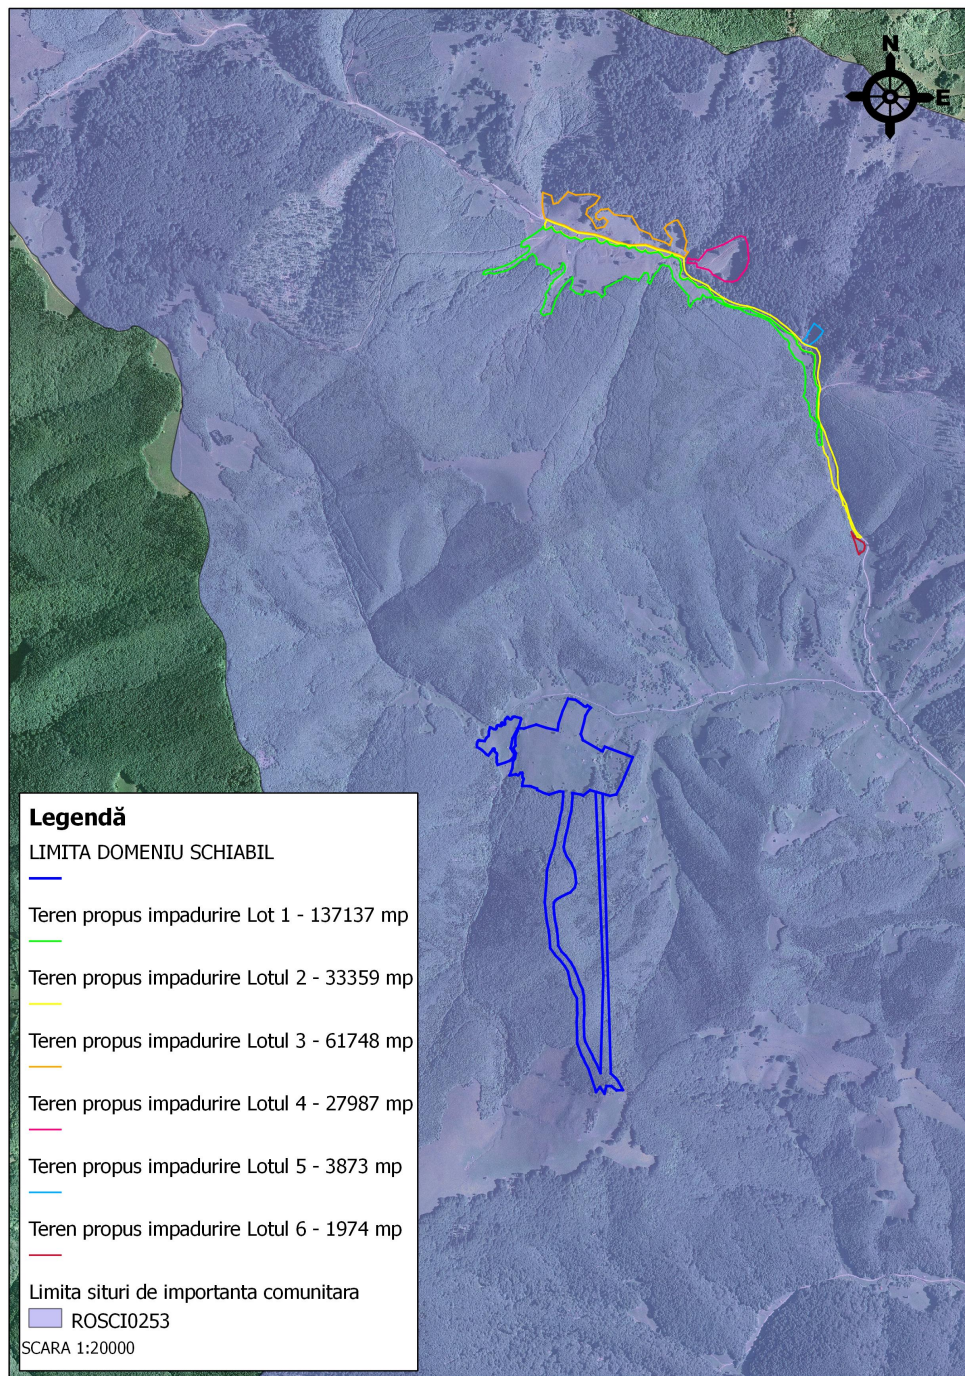 N
E
Legendă
LIMITA DOMENIU SCHIABIL
Teren propus impadurire Lot 1 - 137137 mp
Teren propus impadurire Lotul 2 - 33359 mp
Teren propus impadurire Lotul 3 - 61748 mp
Teren propus impadurire Lotul 4 - 27987 mp
Teren propus impadurire Lotul 5 - 3873 mp
Teren propus impadurire Lotul 6 - 1974 mp
Limita situri de importanta comunitara
ROSCI0253
SCARA 1:20000